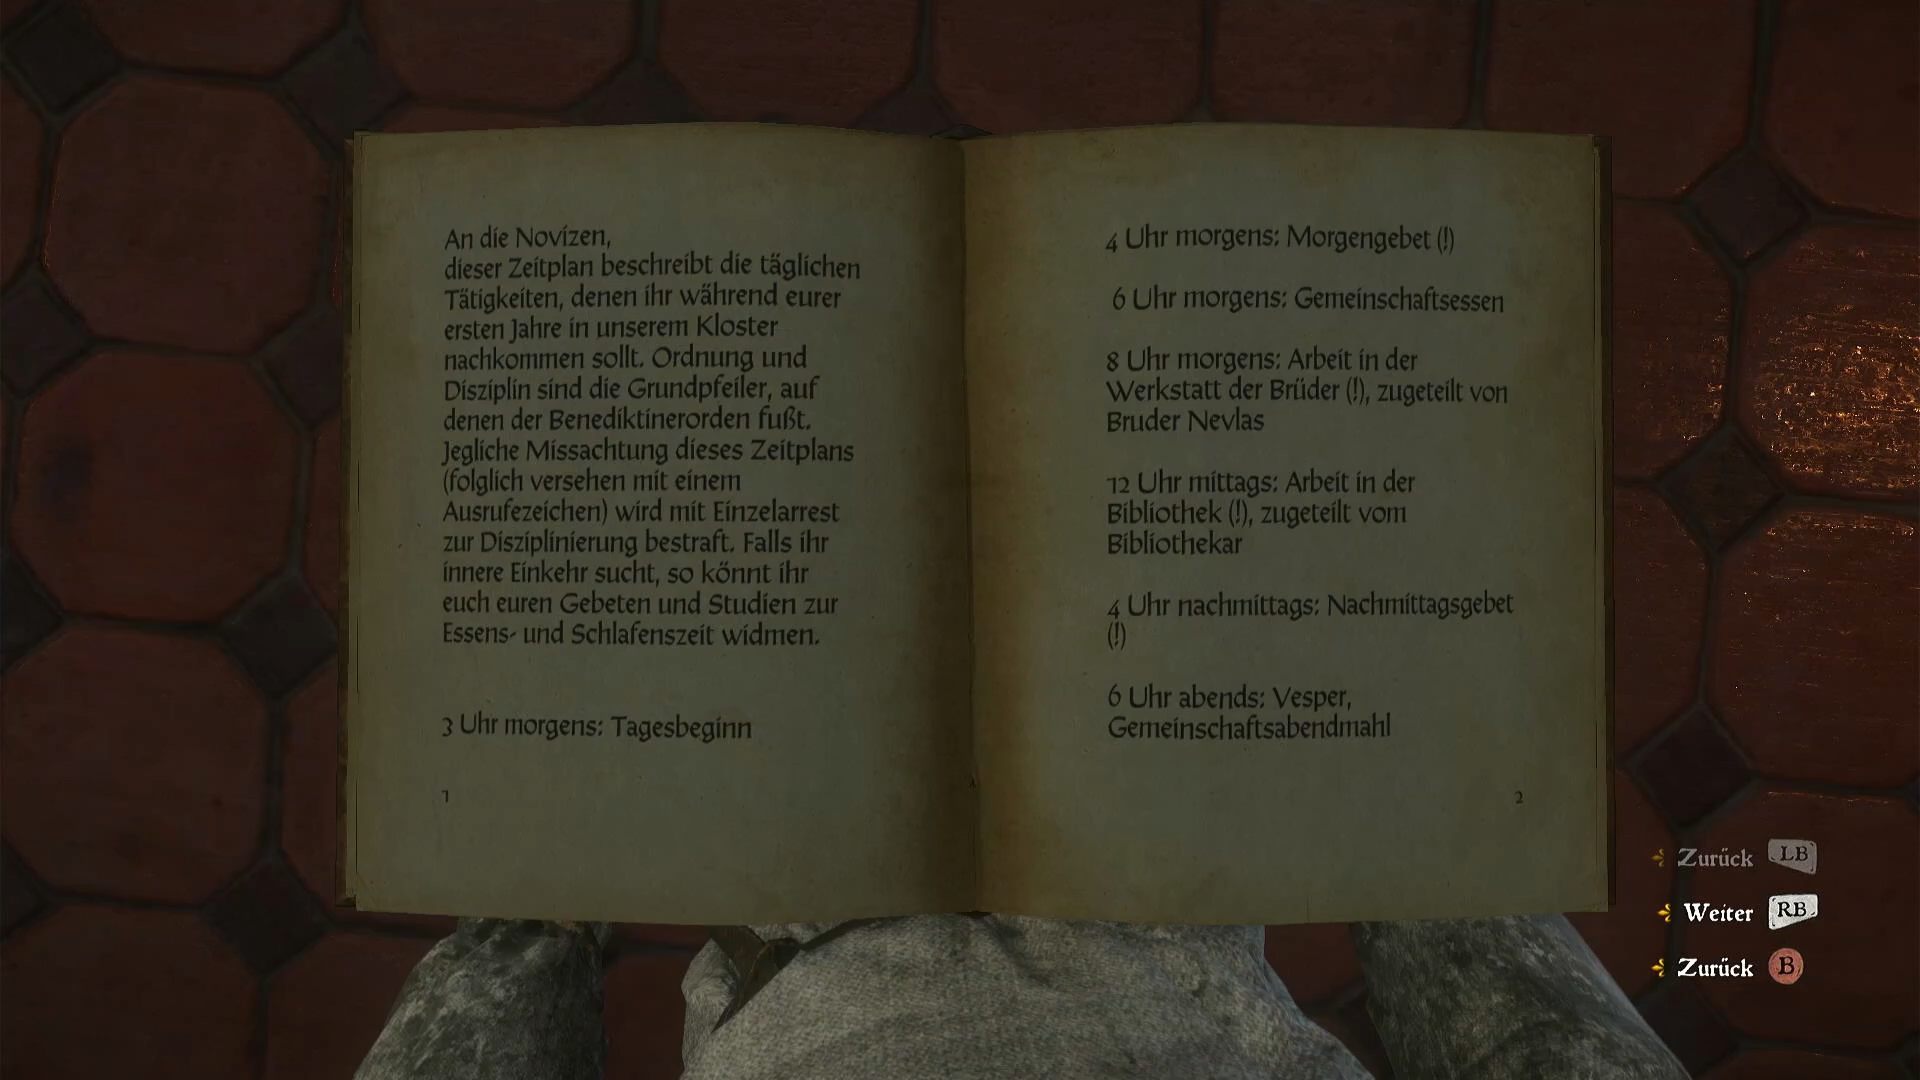 An die Novizen,
dieser Zeitplan beschreibt die täglichen
Tätigkeiten, denen ihr während eurer
ersten Jahre in unserem Kloster
nachkommen sollt. Ordnung und
Disziplin sind die Grundpfeiler, auf
denen der Benediktinerorden fußt.
Jegliche Missachtung dieses Zeitplans
(folglich versehen mit einem
Ausrufezeichen) wird mit Einzelarrest
zur Disziplinierung bestraft. Falls ihr
innere Einkehr sucht, so könnt ihr
euch euren Gebeten und Studien zur
Essens- und Schlafenszeit widmen.
3 Uhr morgens: Tagesbeginn
1
4 Uhr morgens: Morgengebet (!)
6 Uhr morgens: Gemeinschaftsessen
8 Uhr morgens: Arbeit in der
Werkstatt der Brüder (!), zugeteilt von
Bruder Nevlas
12 Uhr mittags: Arbeit in der
Bibliothek (!), zugeteilt vom
Bibliothekar
4 Uhr nachmittags: Nachmittagsgebet
(!)
6 Uhr abends: Vesper,
Gemeinschaftsabendmahl
2
Zurück LB
Weiter RB
Zurück B